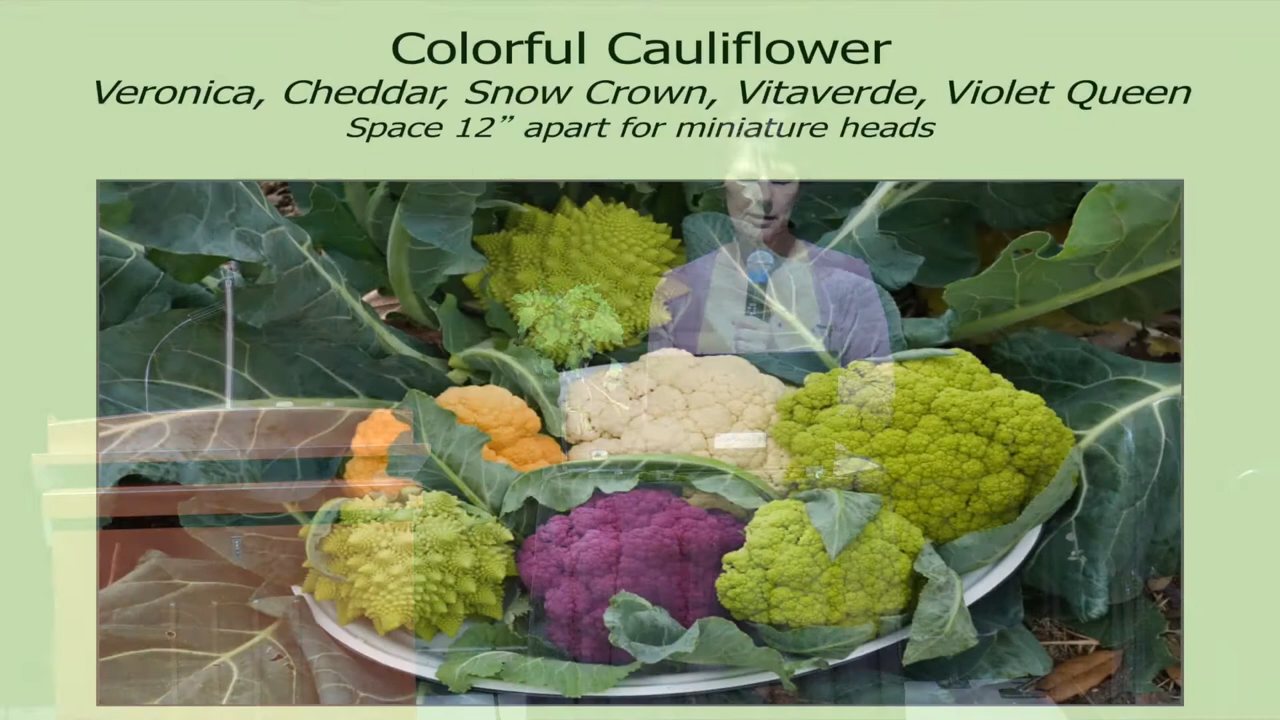 Colorful Cauliflower
Veronica, Cheddar, Snow Crown, Vitaverde, Violet Queen
Space 12” apart for miniature heads